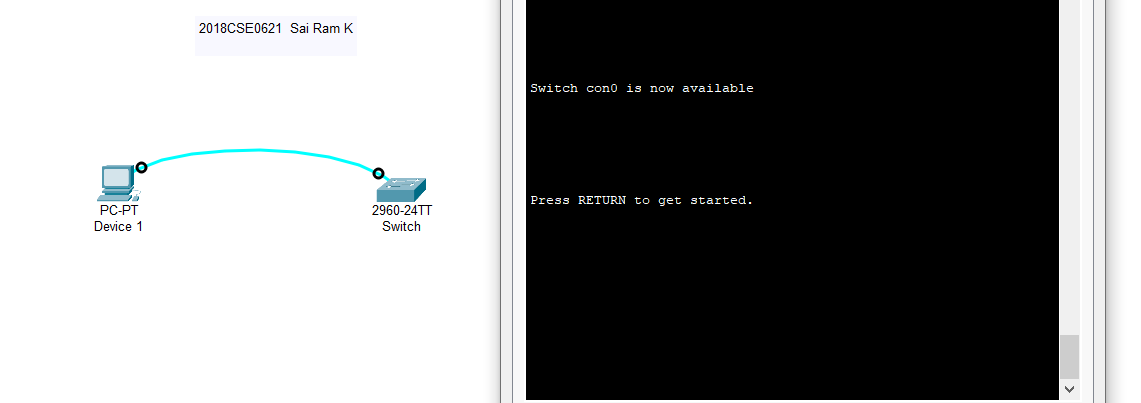 2018CSE0621 Sai Ram K
PC-PT
Device 1
2960-24TT
Switch
Switch con0 is now available
Press RETURN to get started.